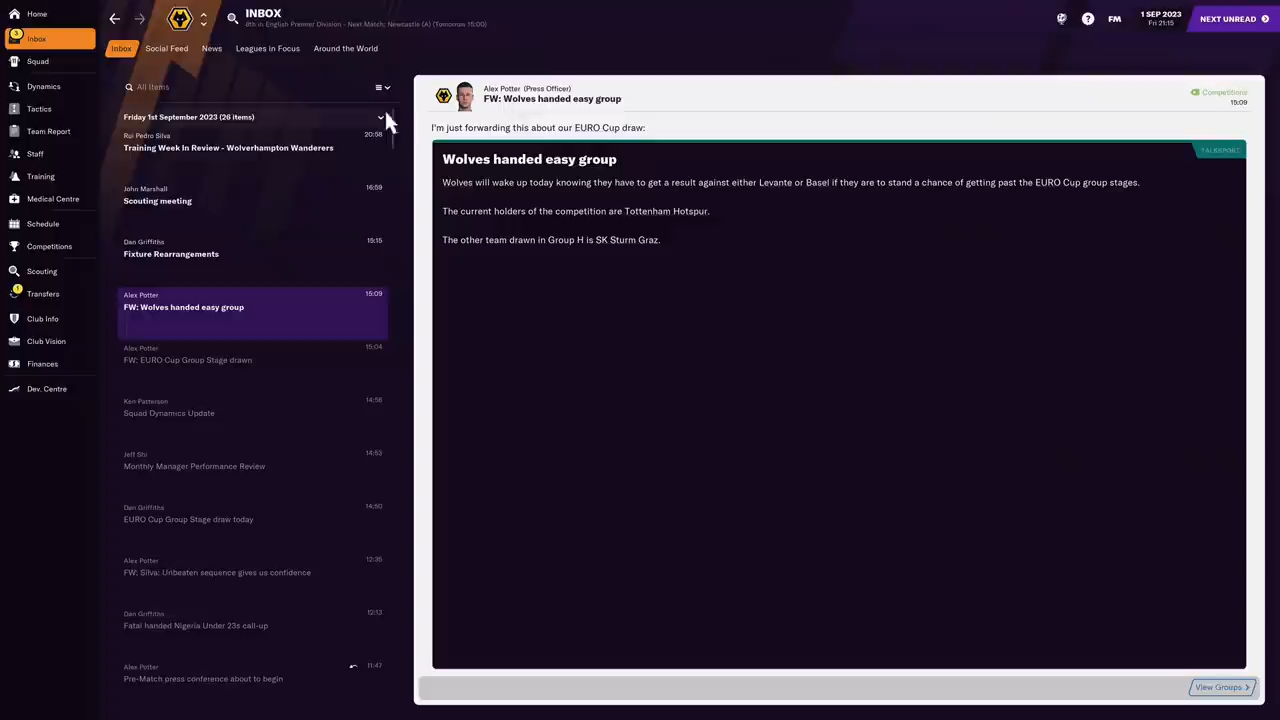 Home
3
Inbox
Squad
Dynamics
Tactics
Team Report
Staff
Training
Medical Centre
Schedule
Competitions
Scouting
1
Transfers
Club Info
Club Vision
Finances
Dev. Centre
INBOX
6th in English Premier Division - Next Match: Newcastle (A) (Tomorrow 15:00)
FM
1 SEP 2023
Fri 21:15
NEXT UNREAD
Inbox
Social Feed
News
Leagues in Focus
Around the World
All Items
Friday 1st September 2023 (26 items)
Rui Pedro Silva
20:58
Training Week In Review - Wolverhampton Wanderers
John Marshall
16:59
Scouting meeting
Dan Griffiths
15:15
Fixture Rearrangements
Alex Potter
15:09
FW: Wolves handed easy group
Alex Potter
15:04
FW: EURO Cup Group Stage drawn
Ken Patterson
14:56
Squad Dynamics Update
Jeff Shi
14:53
Monthly Manager Performance Review
Dan Griffiths
14:50
EURO Cup Group Stage draw today
Alex Potter
12:35
FW: Silva: Unbeaten sequence gives us confidence
Dan Griffiths
12:13
Fatai handed Nigeria Under 23s call-up
Alex Potter
11:47
Pre-Match press conference about to begin
Alex Potter (Press Officer)
FW: Wolves handed easy group
Competitions
15:09
I'm just forwarding this about our EURO Cup draw:
TALKSPORT
Wolves handed easy group
Wolves will wake up today knowing they have to get a result against either Levante or Basel if they are to stand a chance of getting past the EURO Cup group stages.
The current holders of the competition are Tottenham Hotspur.
The other team drawn in Group H is SK Sturm Graz.
View Groups